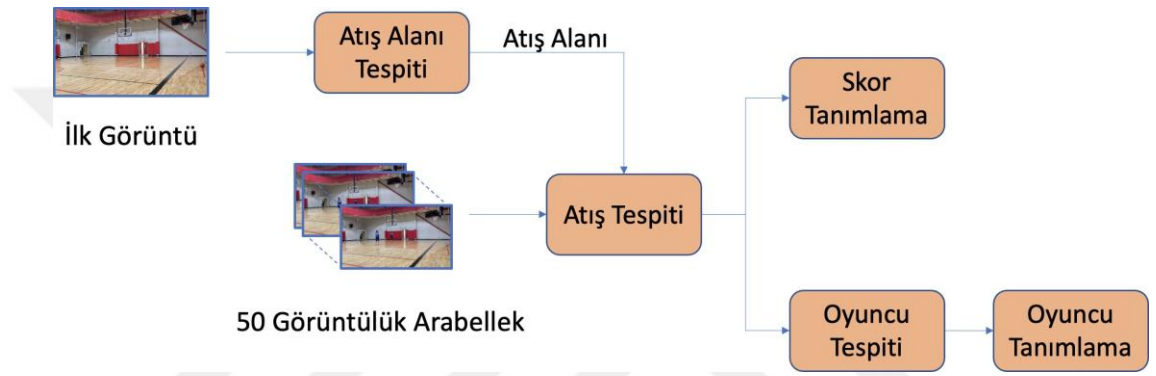 Atış Alanı
Tespiti
Atış Alanı
İlk Görüntü
Skor
Tanımlama
Atış Tespiti
50 Görüntülük Arabellek
Oyuncu
Tespiti
Oyuncu
Tanımlama